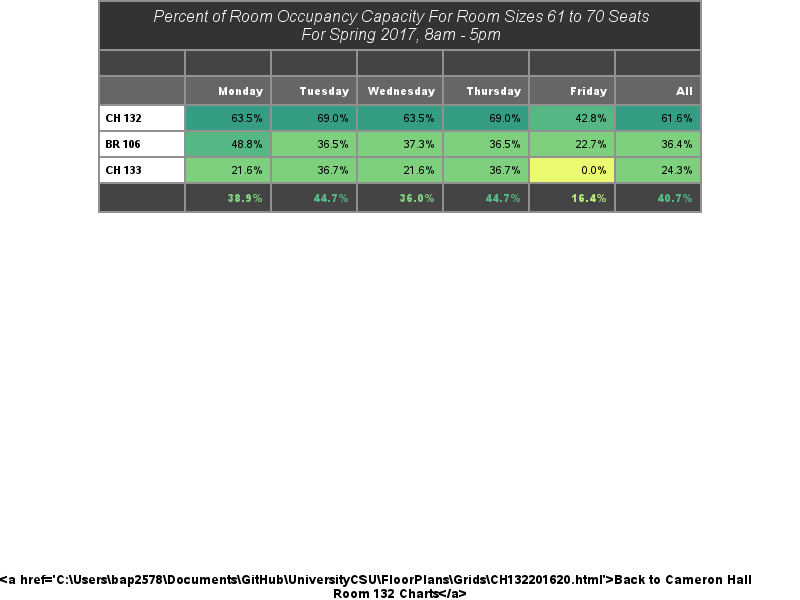 Percent of Room Occupancy Capacity For Room Sizes 61 to 70 Seats
For Spring 2017, 8am - 5pm
Monday Tuesday Wednesday Thursday Friday All
CH 132 63.5% 69.0% 63.5% 69.0% 42.8% 61.6%
BR 106 48.8% 36.5% 37.3% 36.5% 22.7% 36.4%
CH 133 21.6% 36.7% 21.6% 36.7% 0.0% 24.3%
38.9% 44.7% 36.0% 44.7% 16.4% 40.7%
<a href='C:\Users\bap2578\Documents\GitHub\UniversityCSU\FloorPlans\Grids\CH132201620.html'>Back to Cameron Hall
Room 132 Charts</a>